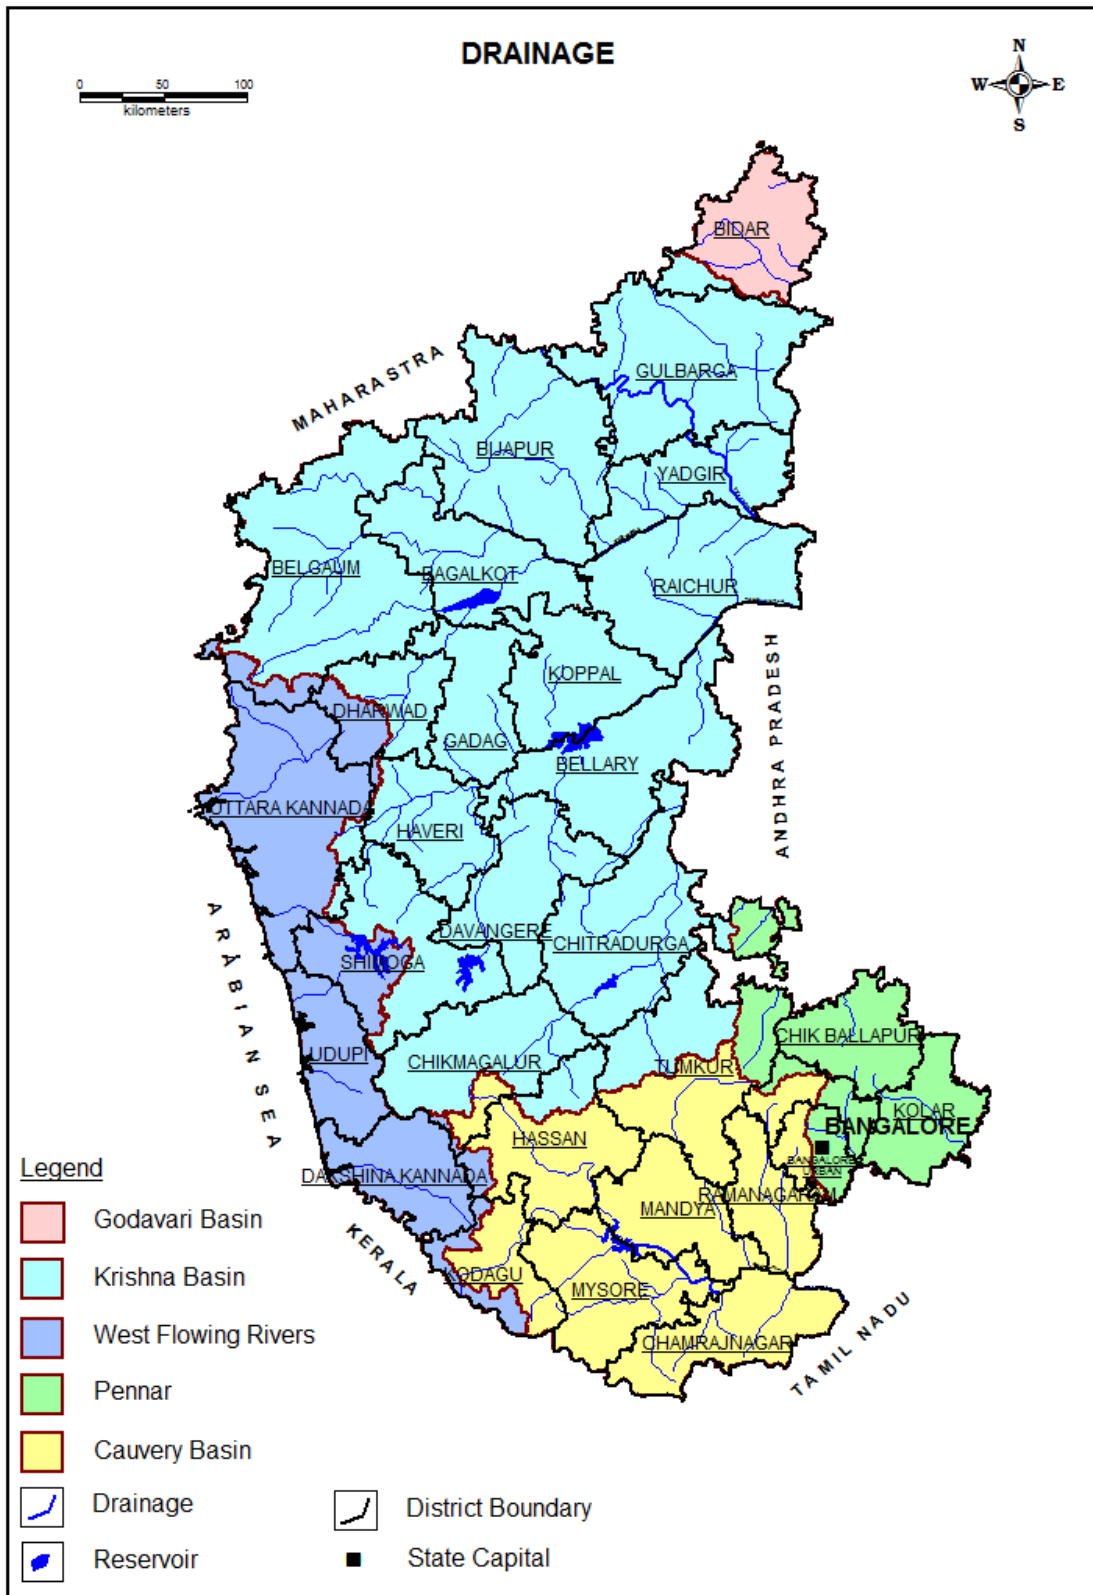 DRAINAGE
0 50 100
kilometers
N
W E
S
BIDAR
MAHARASTRA
GULBARGA
BIJAPUR
YADGIR
BELGAUM
BAGALKOT
RAICHUR
KOPPAL
DHARWAD
GADAG
BELLARY
ANDHRA PRADESH
UTTARA KANNADA
HAVERI
ARABIAN SEA
DAVANGERE
CHITRADURGA
SHIMOGA
CHIK BALLAPUR
UDUPI
CHIKMAGALUR
TUMKUR
KOLAR
BANGALORE
HASSAN
BANGALORE
URBAN
DAKSHINA KANNADA
RAMANAGARAM
MANDYA
KERALA
KODAGU
MYSORE
CHAMRAJNAGAR
TAMIL NADU
Legend
Godavari Basin
Krishna Basin
West Flowing Rivers
Pennar
Cauvery Basin
Drainage
District Boundary
Reservoir
State Capital